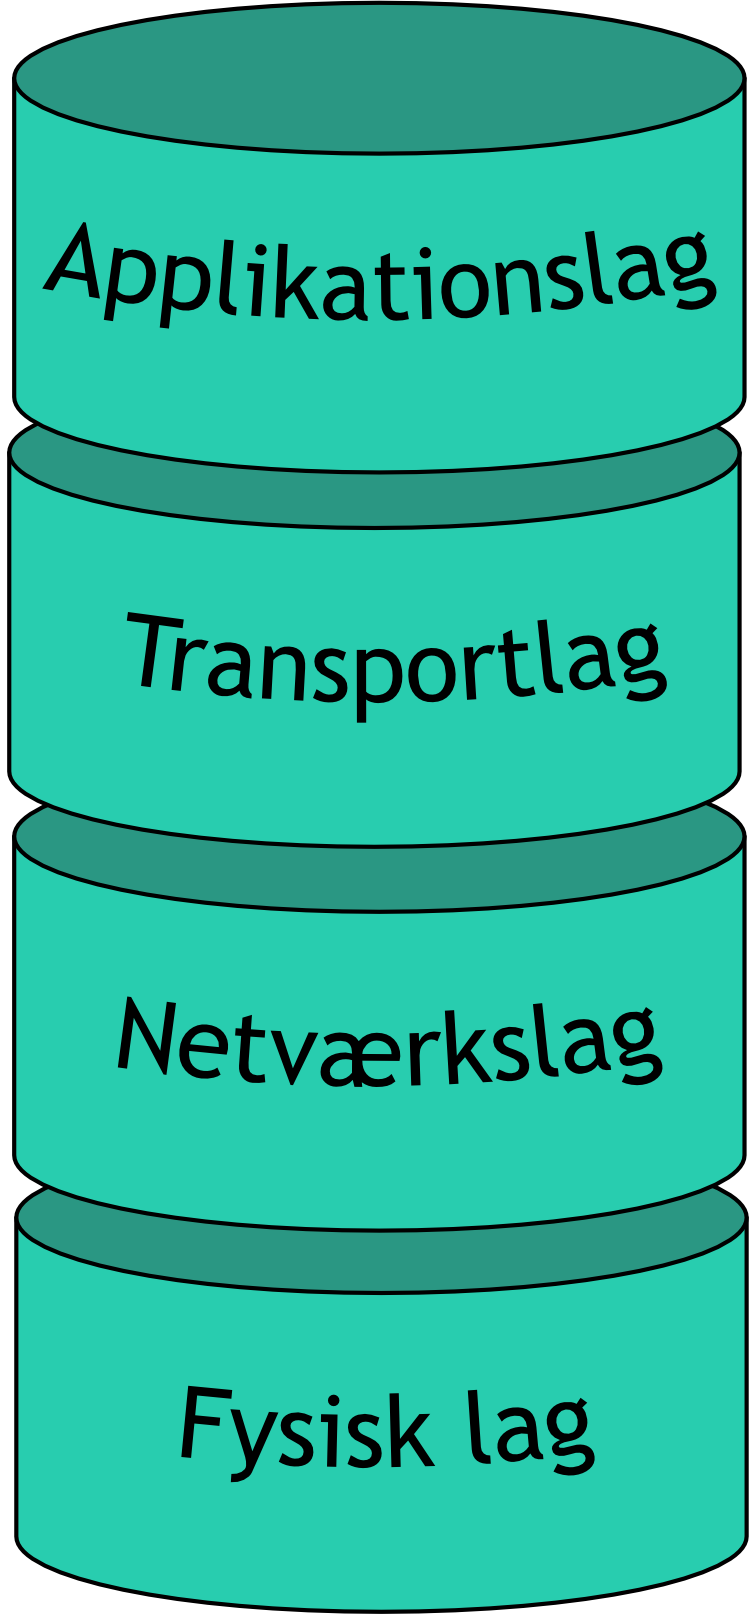 Applikationslag
Transportlag
Netværkslag
Fysisk lag